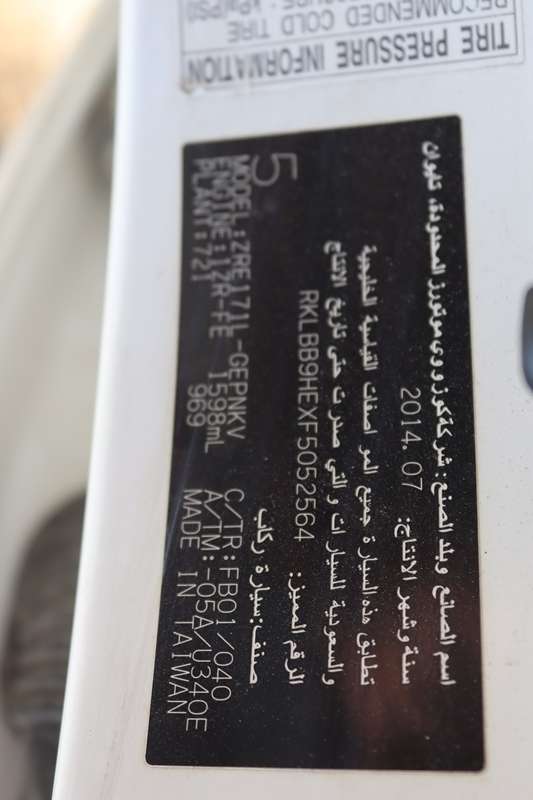 TIRE PRESSURE INFORMATION
RECOMMENDED COLD TIRE
اسم الصانع وبلد الصنع: شركة كوزووي موتورز المحدودة، تايوان
سنة وشهر الانتاج: 2014.07
تطابق هذه السيارة جميع المواصفات القياسية الخليجية
والسعودية للسيارات والتي صدرت حتى تاريخ الانتاج
الرقم المميز: RKLBB9HEXF5052564
5 صنف: سيارة ركاب
MODEL:ZRE171L-GEPNKV C/TR:FB01/040
ENGINE:1ZR-FE 1598mL A/TM:-05A/U340E
PLANT:721 969 MADE IN TAIWAN